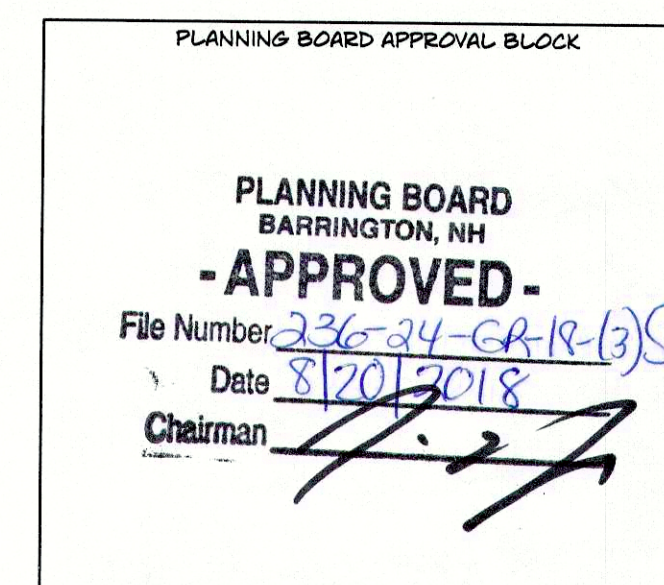 PLANNING BOARD APPROVAL BLOCK
PLANNING BOARD
BARRINGTON, NH
- APPROVED -
File Number 236-24-GR-18-(3)S
Date 8/20/2018
Chairman